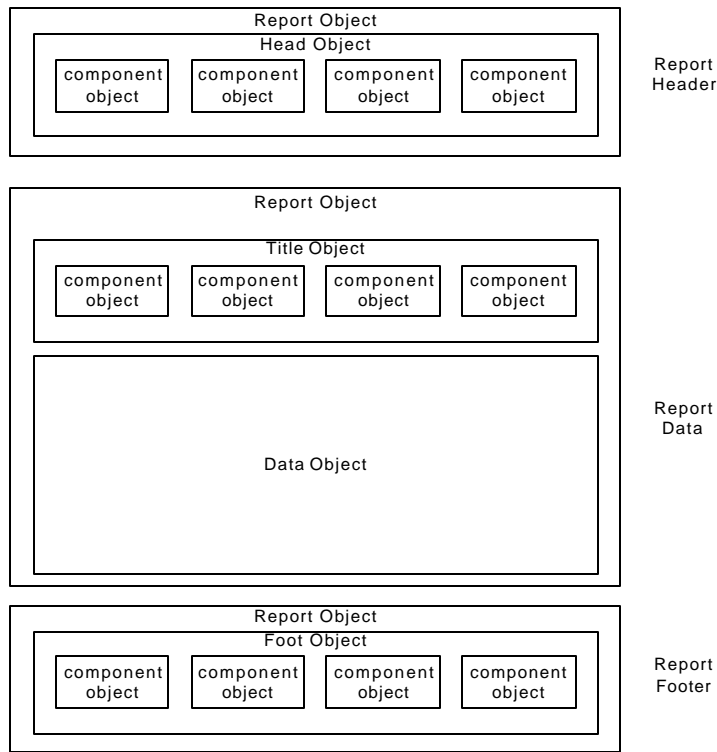 Report Object
Head Object
component component component component
object object object object
Report
Header
Report Object
Title Object
component component component component
object object object object
Data Object
Report
Data
Report Object
Foot Object
component component component component
object object object object
Report
Footer